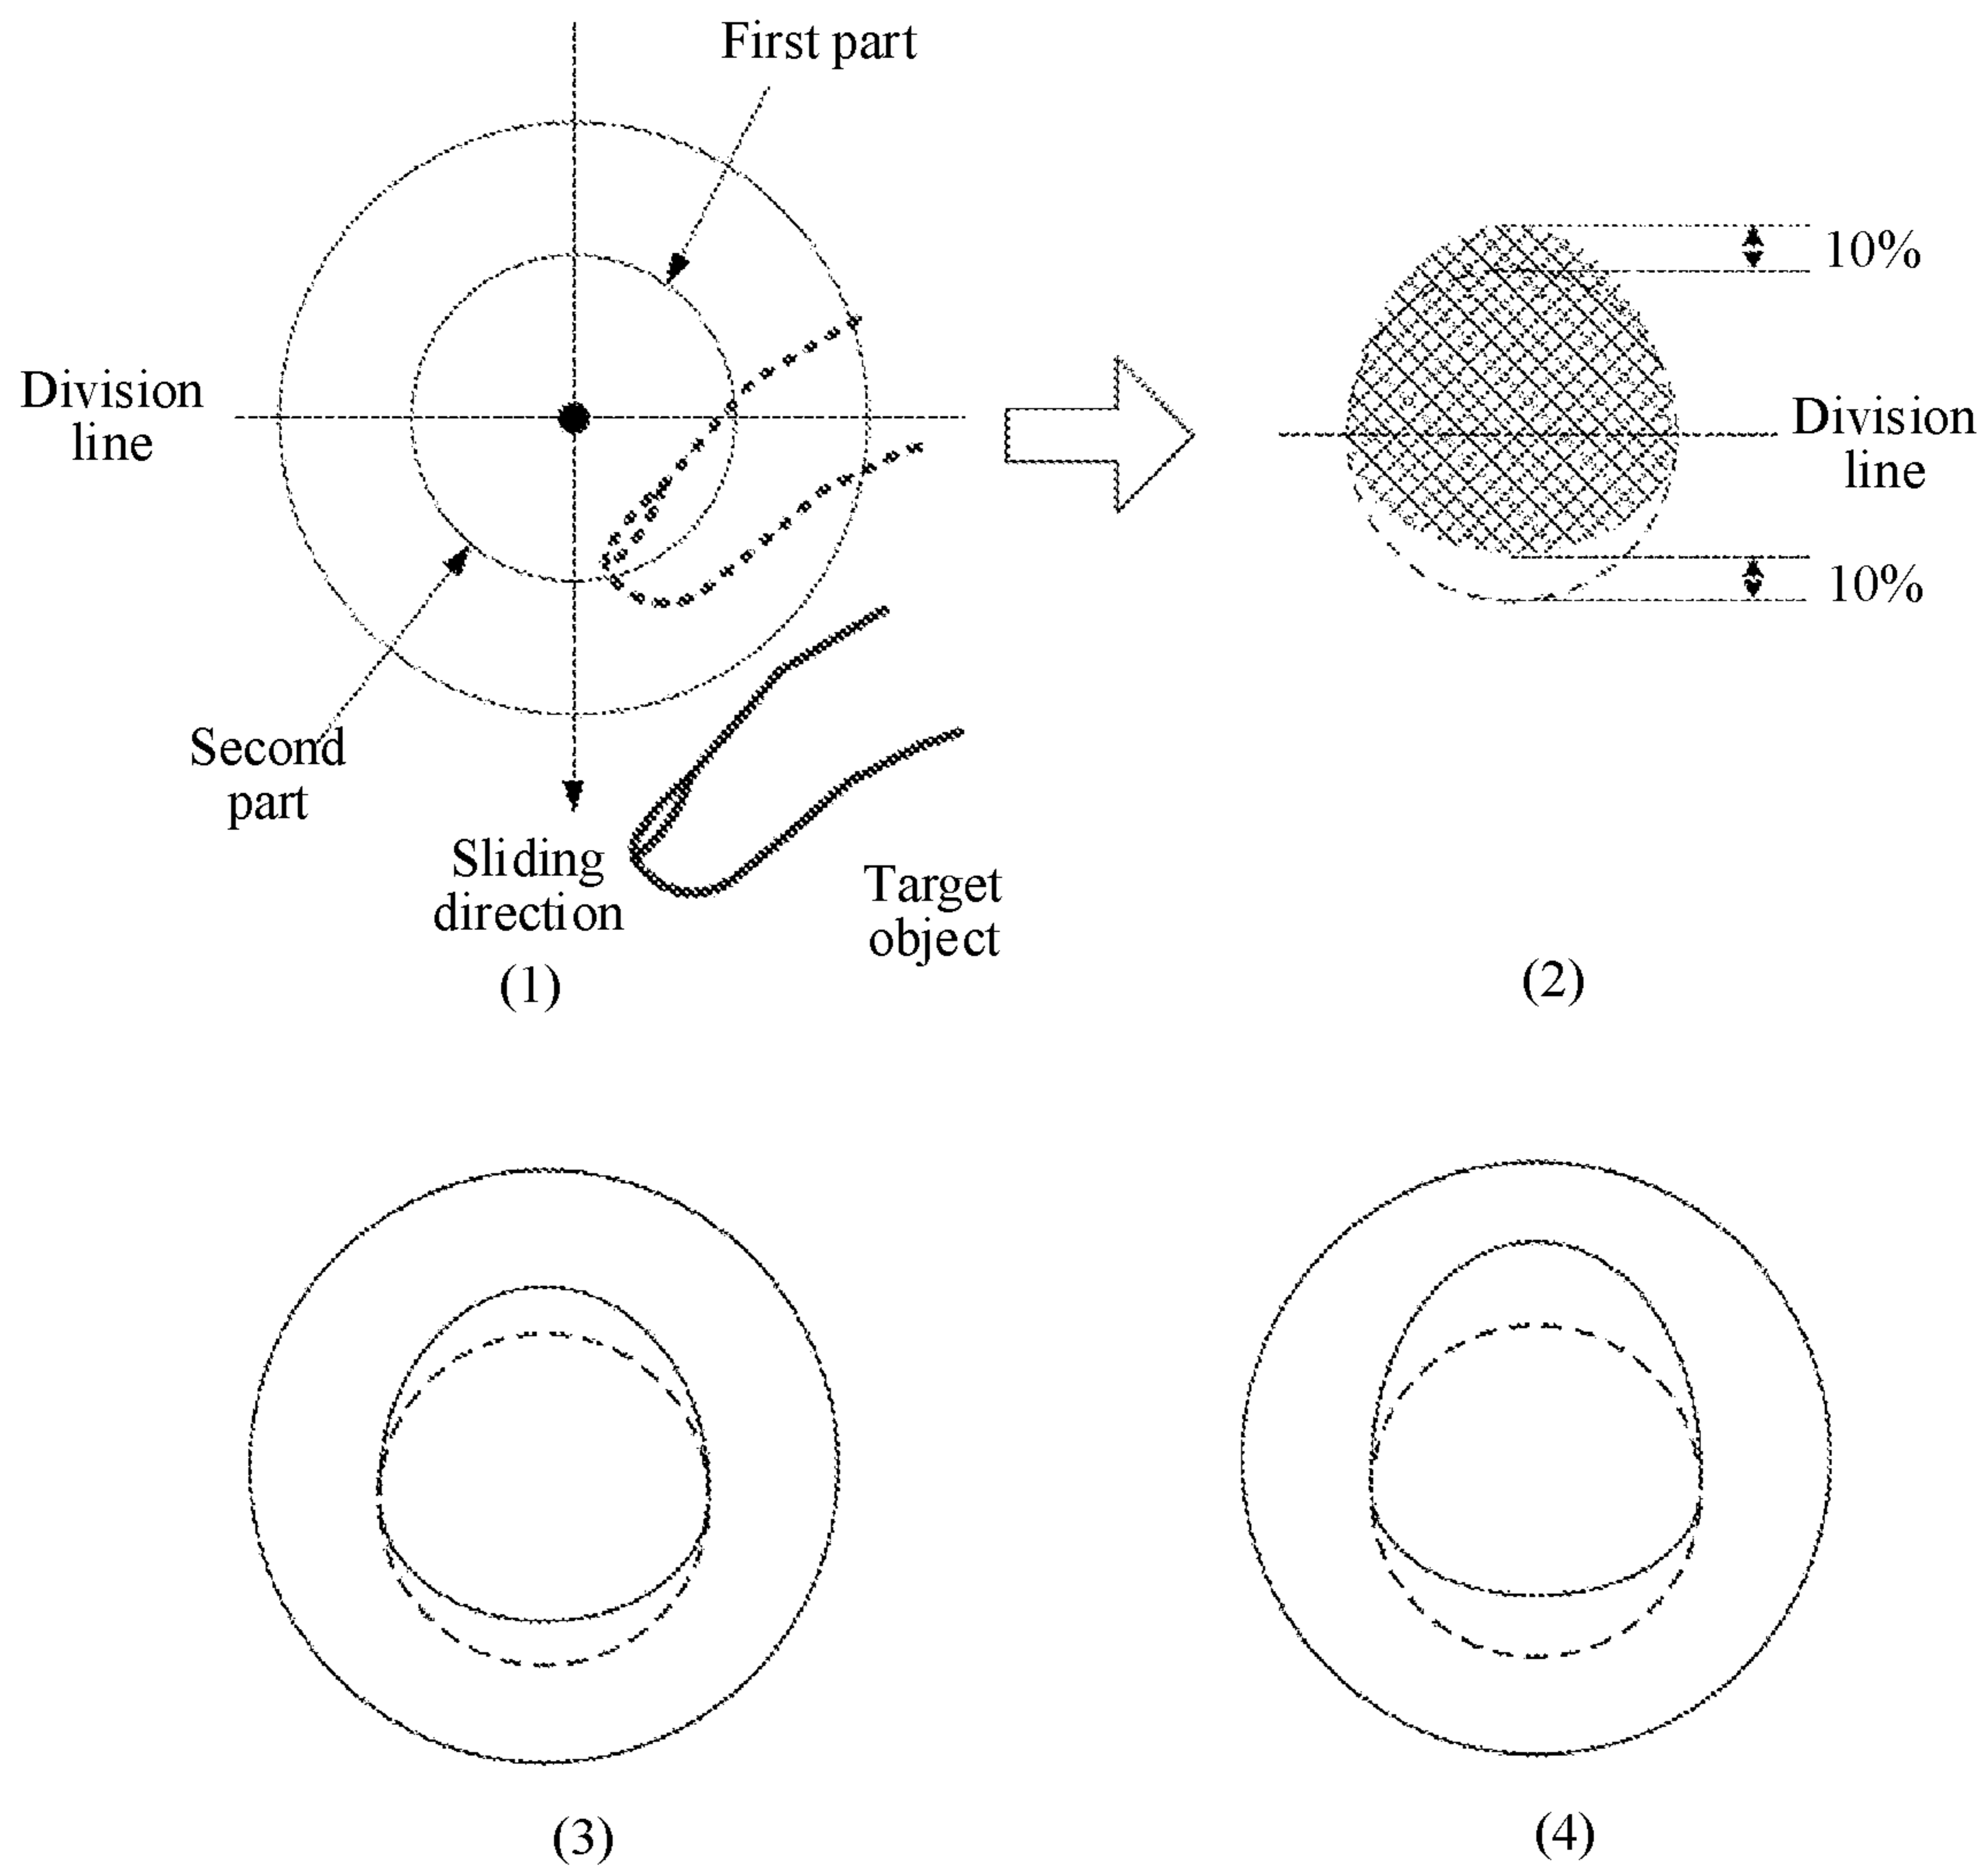 First part
Division
line
Second
part
Sliding
direction
Target
object
(1)
10%
Division
line
10%
(2)
(3)
(4)